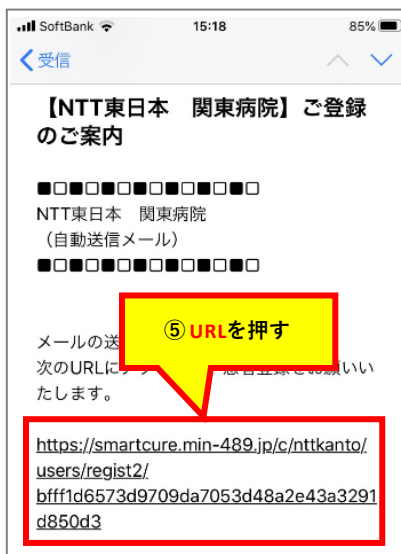 SoftBank 15:18 85%
受信
【NTT東日本　関東病院】ご登録
のご案内
■□■□■□■□■□■□■□
NTT東日本　関東病院
（自動送信メール）
■□■□■□■□■□■□■□
⑤URLを押す
メールの送
次のURLに
お願いい
たします。
https://smartcure.min-489.jp/c/nttkanto/
users/regist2/
bfff1d6573d9709da7053d48a2e43a3291
d850d3